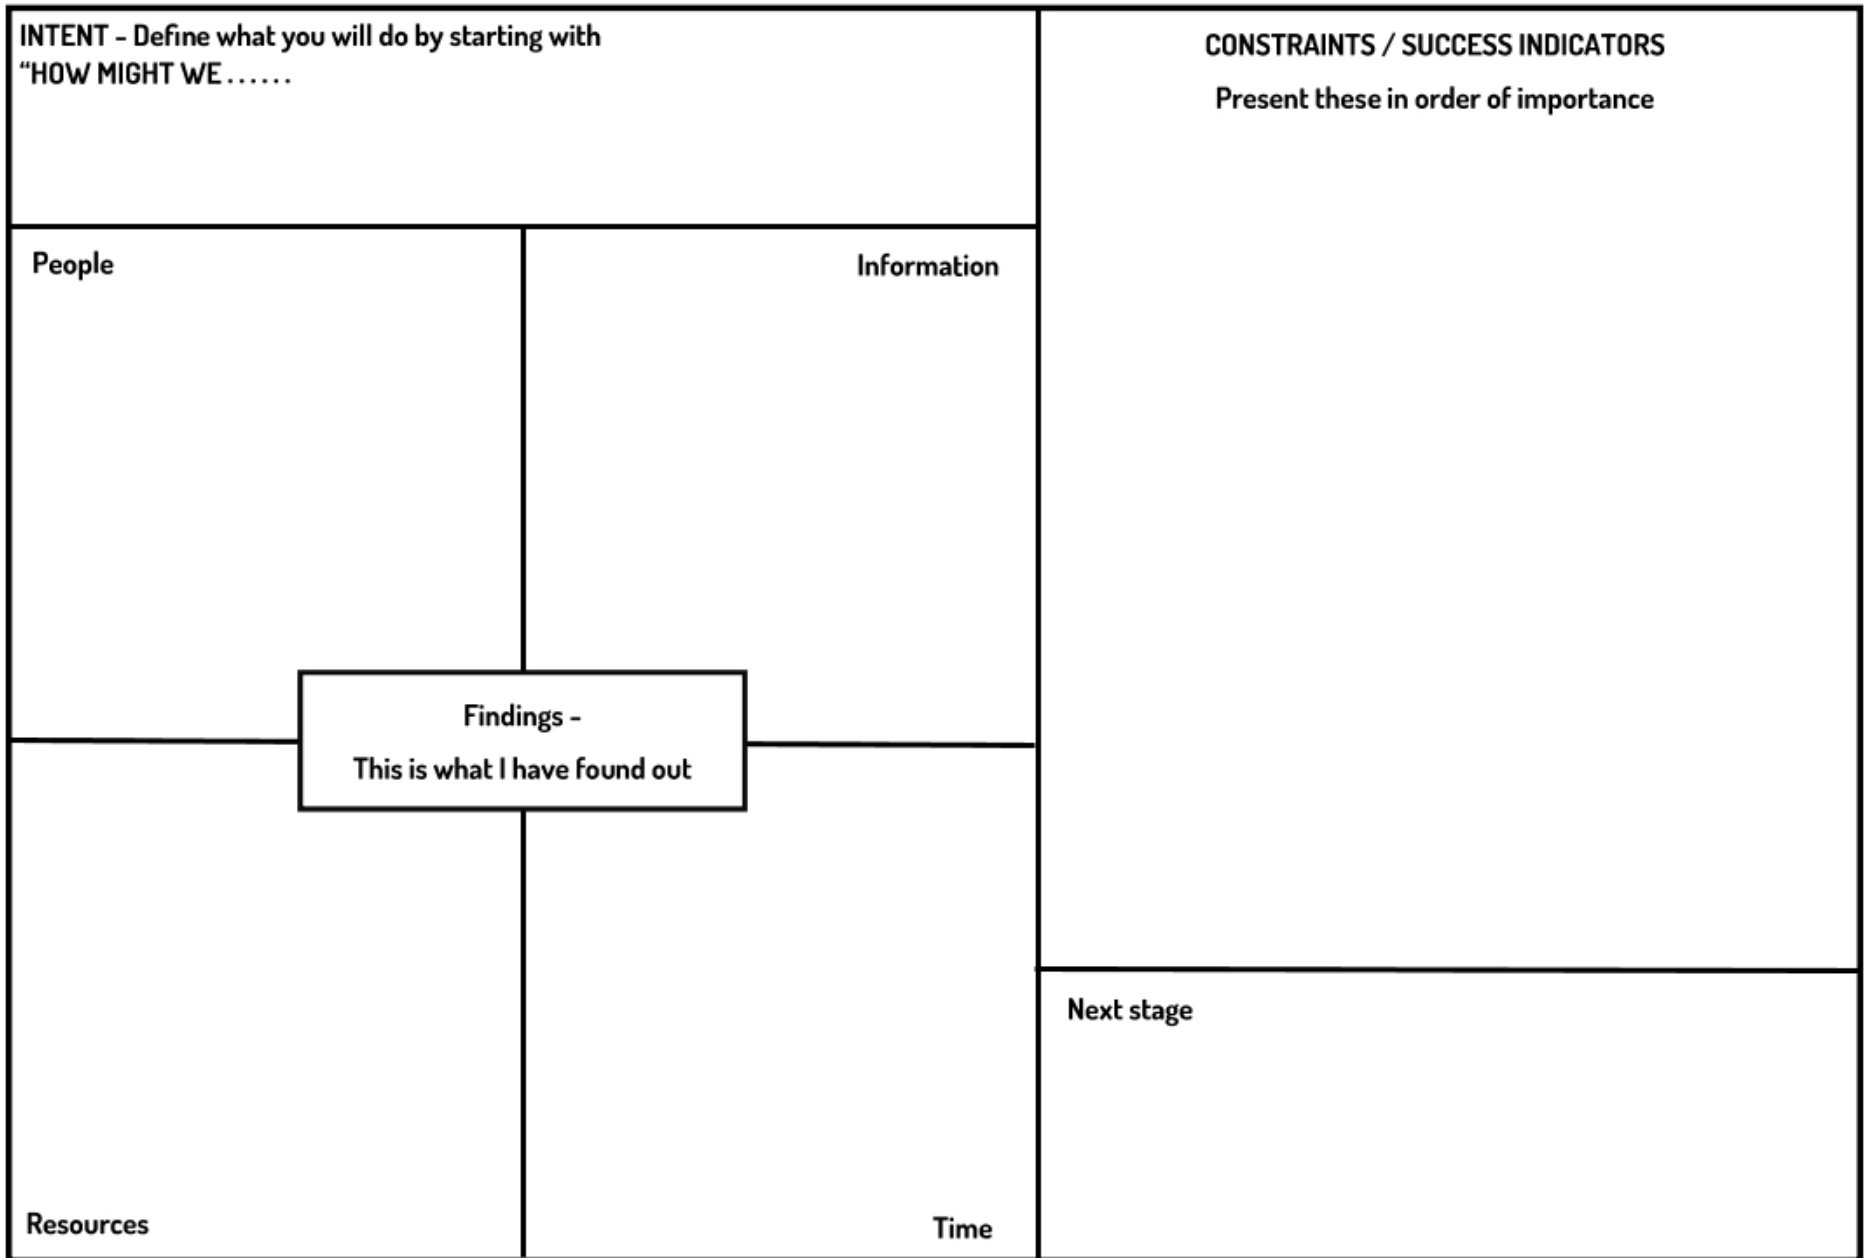 INTENT - Define what you will do by starting with
“HOW MIGHT WE . . . . . .
CONSTRAINTS / SUCCESS INDICATORS
Present these in order of importance
People
Information
Findings -
This is what I have found out
Resources
Time
Next stage